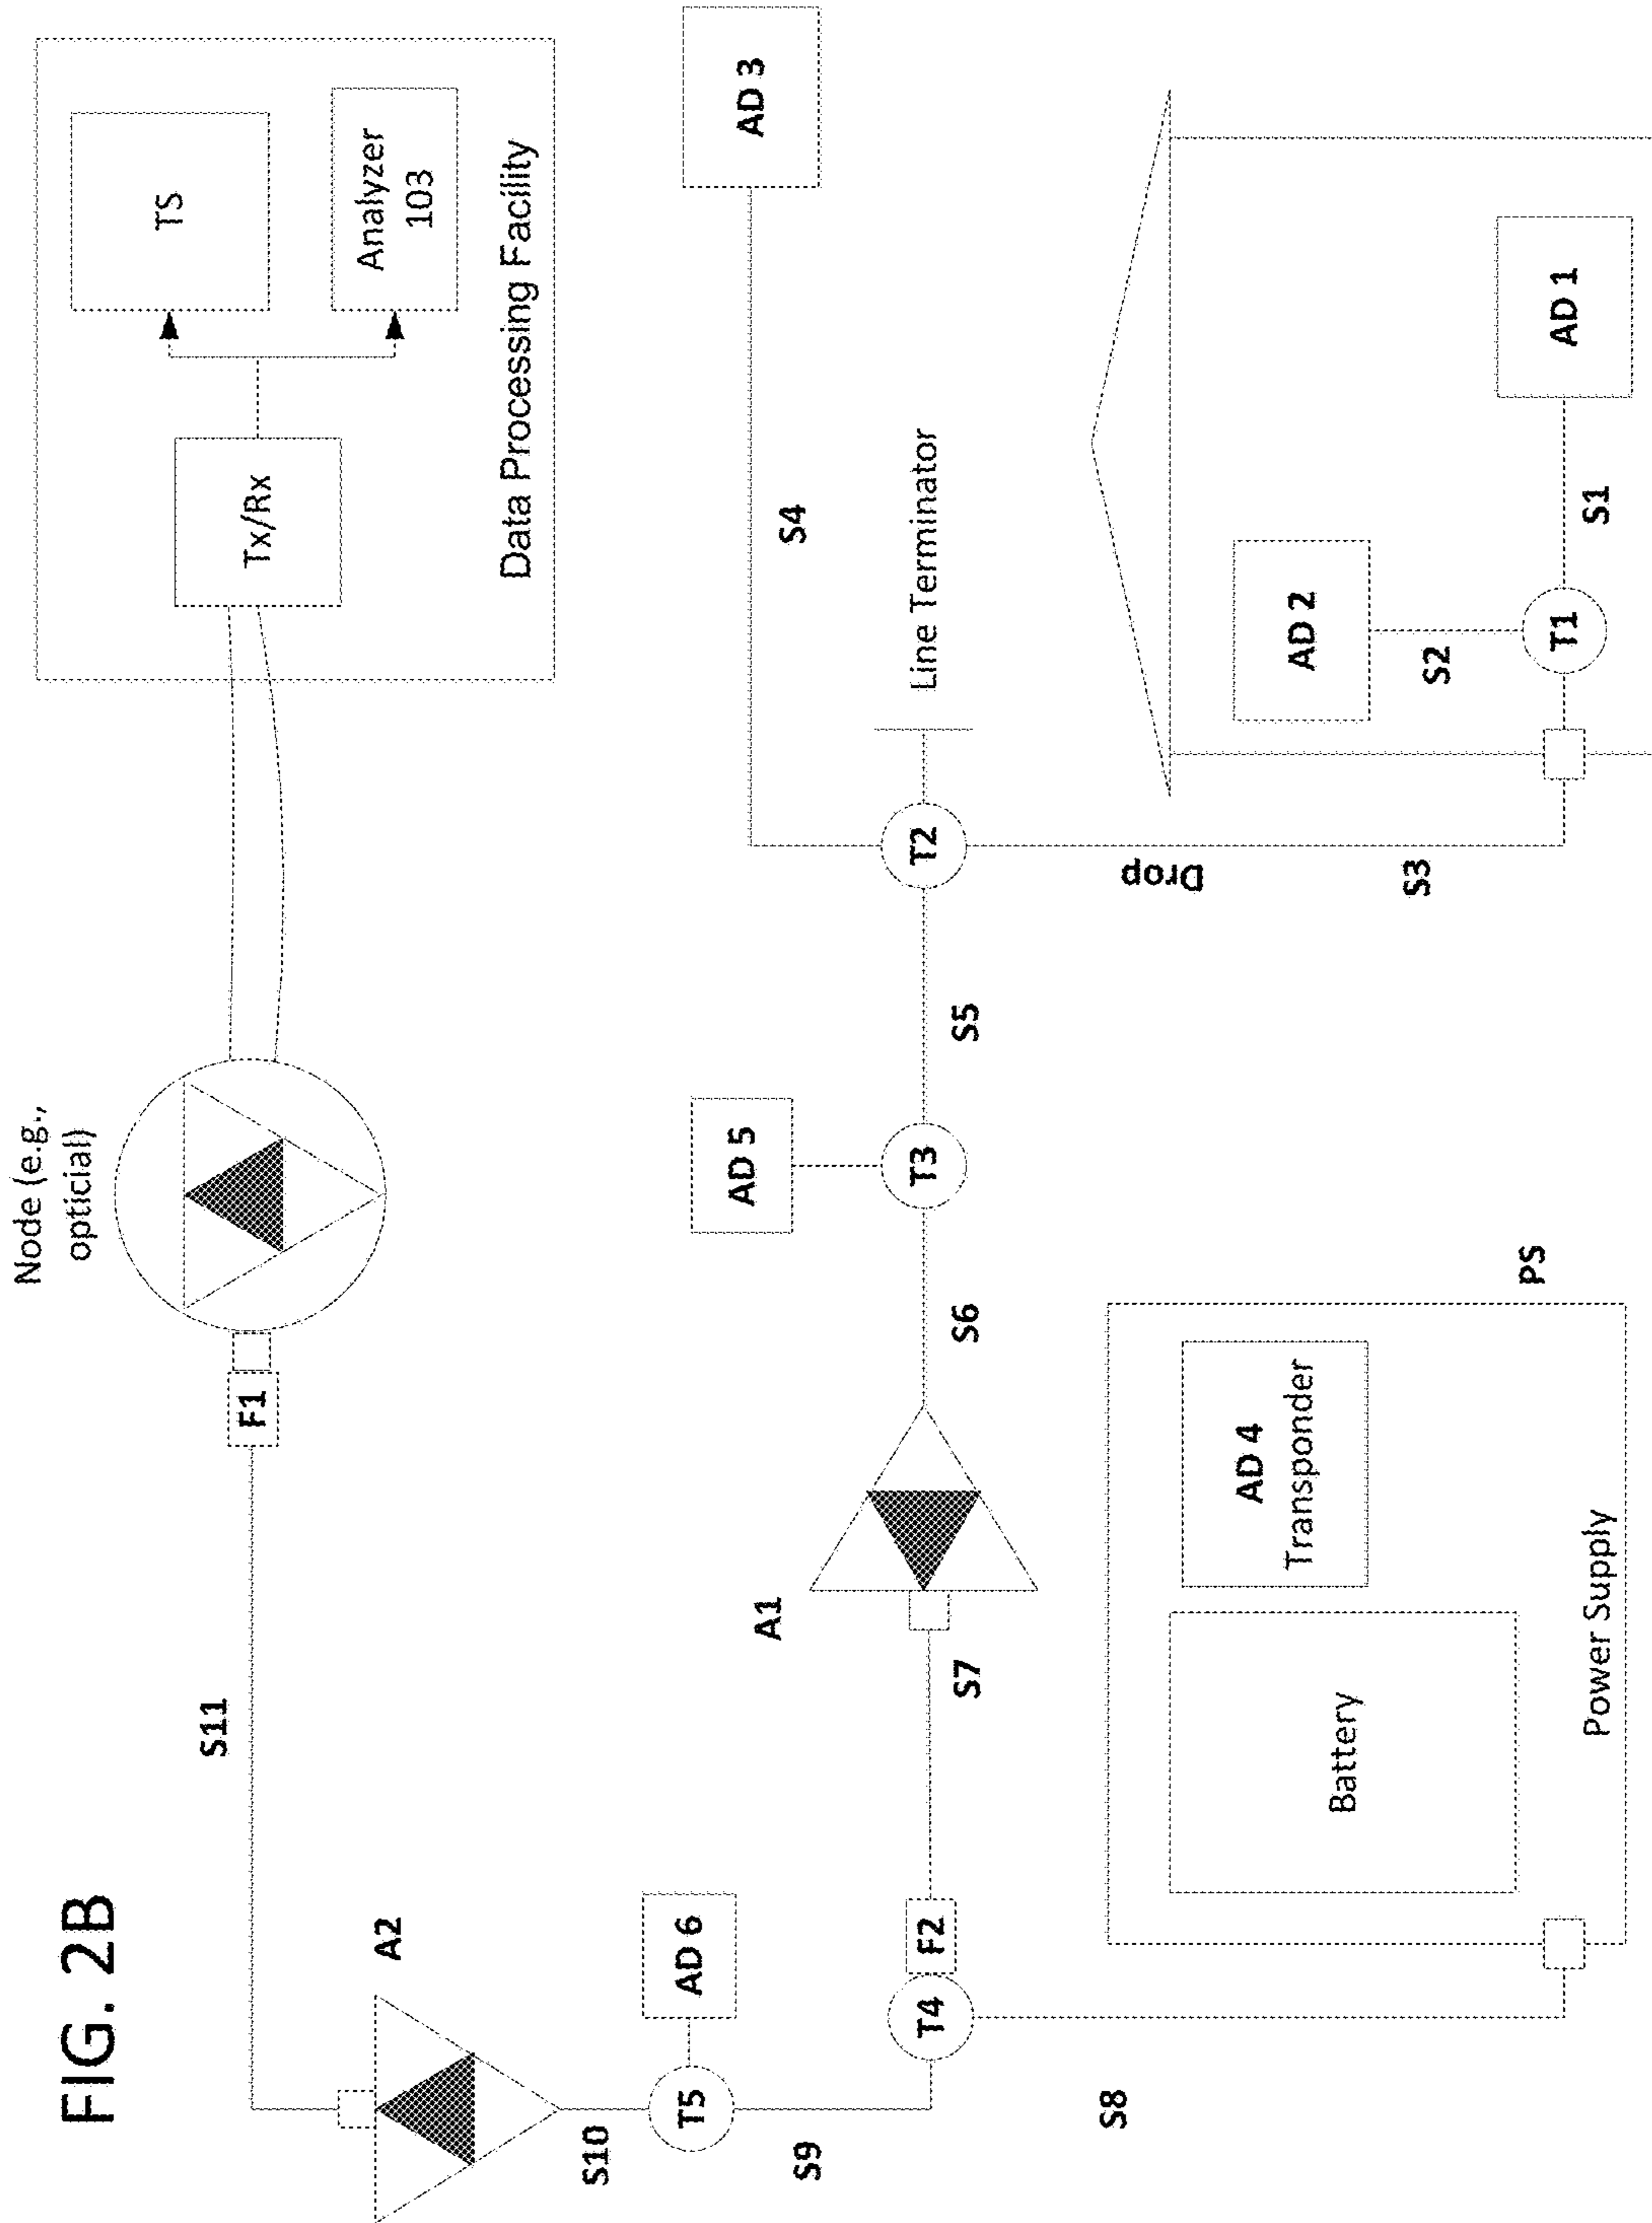 FIG. 2B
Node (e.g.,
opticial)
F1
S11
A2
S10
T5
AD 6
S9
T4
F2
S8
S7
A1
S6
T3
AD 5
S5
T2
Line Terminator
S4
AD 3
Drop
S3
T1
S2
AD 2
S1
AD 1
Tx/Rx
TS
Analyzer
103
Data Processing Facility
Battery
AD 4
Transponder
Power Supply
PS